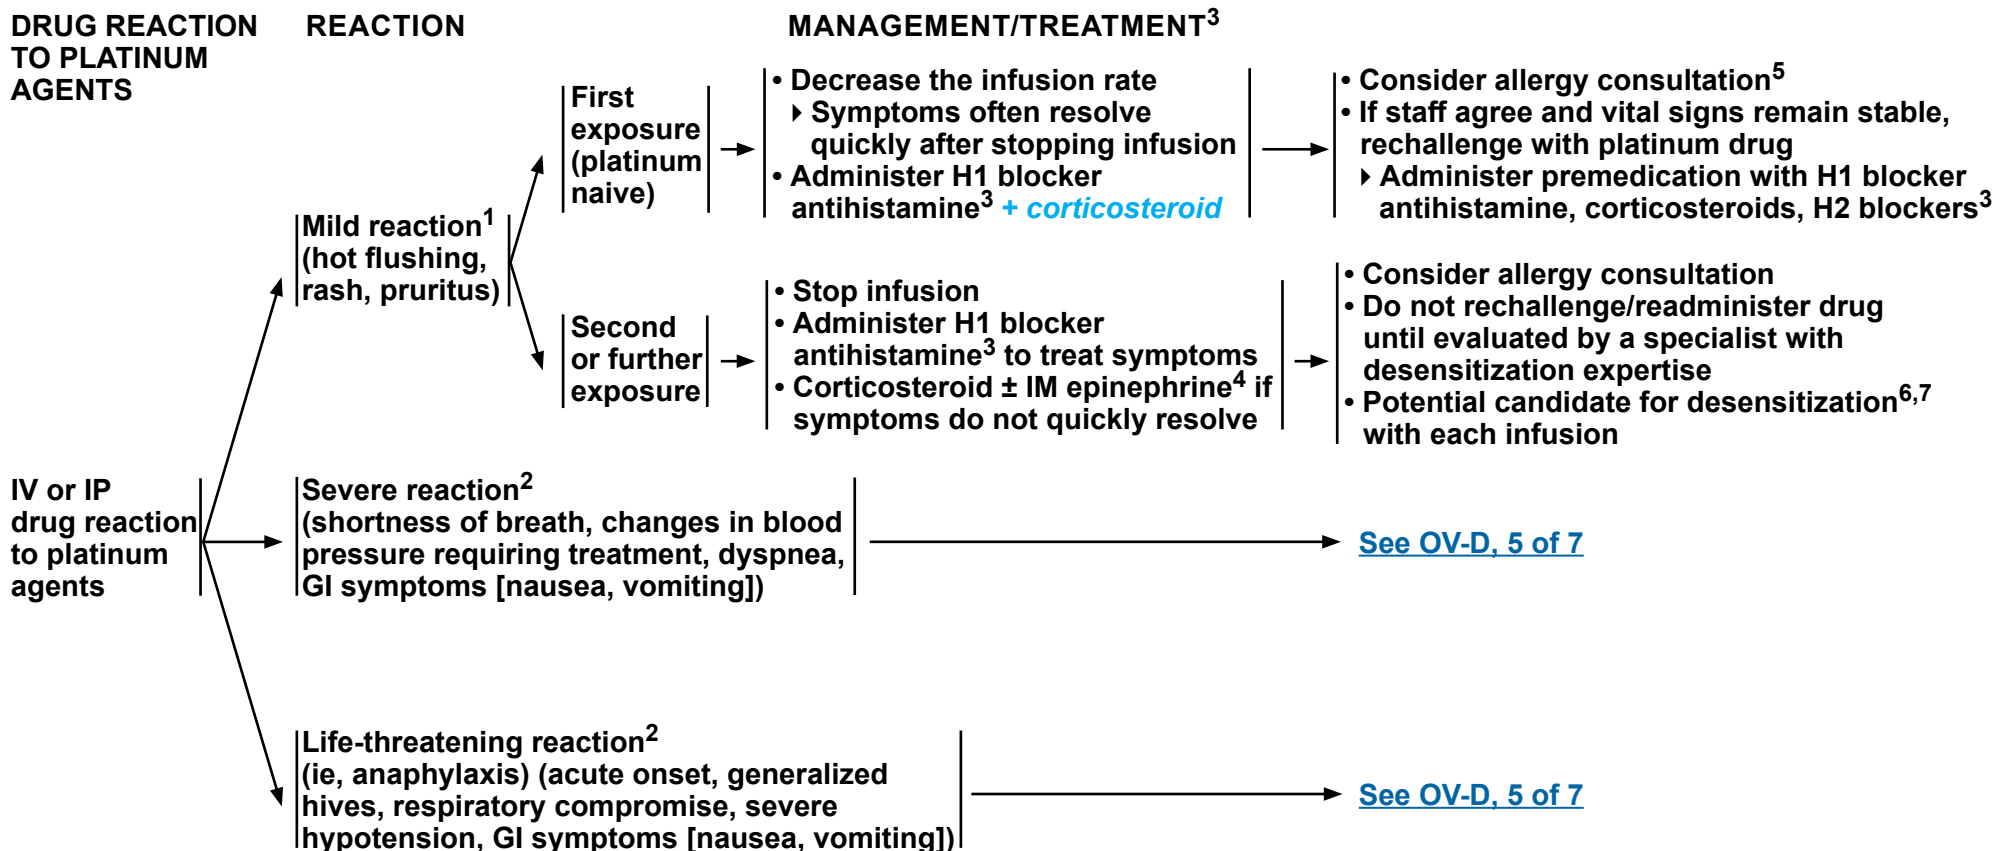 DRUG REACTION
TO PLATINUM
AGENTS
REACTION
MANAGEMENT/TREATMENT3
IV or IP
drug reaction
to platinum
agents
Mild reaction1
(hot flushing,
rash, pruritus)
First
exposure
(platinum
naive)
• Decrease the infusion rate
▸ Symptoms often resolve
quickly after stopping infusion
• Administer H1 blocker
antihistamine3 + corticosteroid
• Consider allergy consultation5
• If staff agree and vital signs remain stable,
rechallenge with platinum drug
▸ Administer premedication with H1 blocker
antihistamine, corticosteroids, H2 blockers3
Second
or further
exposure
• Stop infusion
• Administer H1 blocker
antihistamine3 to treat symptoms
• Corticosteroid ± IM epinephrine4 if
symptoms do not quickly resolve
• Consider allergy consultation
• Do not rechallenge/readminister drug
until evaluated by a specialist with
desensitization expertise
• Potential candidate for desensitization6,7
with each infusion
Severe reaction2
(shortness of breath, changes in blood
pressure requiring treatment, dyspnea,
GI symptoms [nausea, vomiting])
See OV-D, 5 of 7
Life-threatening reaction2
(ie, anaphylaxis) (acute onset, generalized
hives, respiratory compromise, severe
hypotension, GI symptoms [nausea, vomiting])
See OV-D, 5 of 7